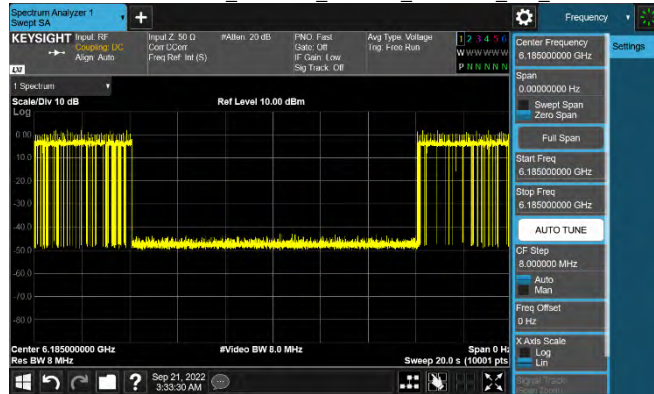 Spectrum Analyzer 1
Swept SA
+
Frequency
KEYSIGHT
Input: RF
Coupling: DC
Align: Auto
Input Z: 50 Ω
Corr CCorr
Freq Ref: Int (S)
#Atten: 20 dB
PNO: Fast
Gate: Off
IF Gain: Low
Sig Track: Off
Avg Type: Voltage
Trig: Free Run
1 2 3 4 5 6
W W W W W W
P N N N N N
LXI
1 Spectrum
Scale/Div 10 dB
Ref Level 10.00 dBm
Log
0.00
-10.0
-20.0
-30.0
-40.0
-50.0
-60.0
-70.0
-80.0
Center 6.185000000 GHz
Res BW 8 MHz
#Video BW 8.0 MHz
Span 0 Hz
Sweep 20.0 s (10001 pts
Sep 21, 2022
3:33:30 AM
Settings
Center Frequency
6.185000000 GHz
Span
0.00000000 Hz
Swept Span
Zero Span
Full Span
Start Freq
6.185000000 GHz
Stop Freq
6.185000000 GHz
AUTO TUNE
CF Step
8.000000 MHz
Auto
Man
Freq Offset
0 Hz
X Axis Scale
Log
Lin
Signal Track
(Span Zoom)